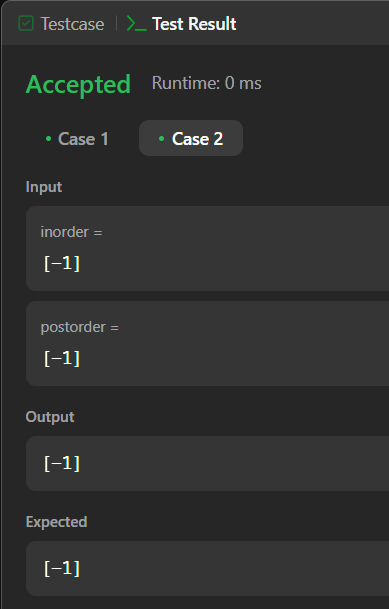 Testcase | >_ Test Result
Accepted Runtime: 0 ms
• Case 1 • Case 2
Input
inorder =
[-1]
postorder =
[-1]
Output
[-1]
Expected
[-1]